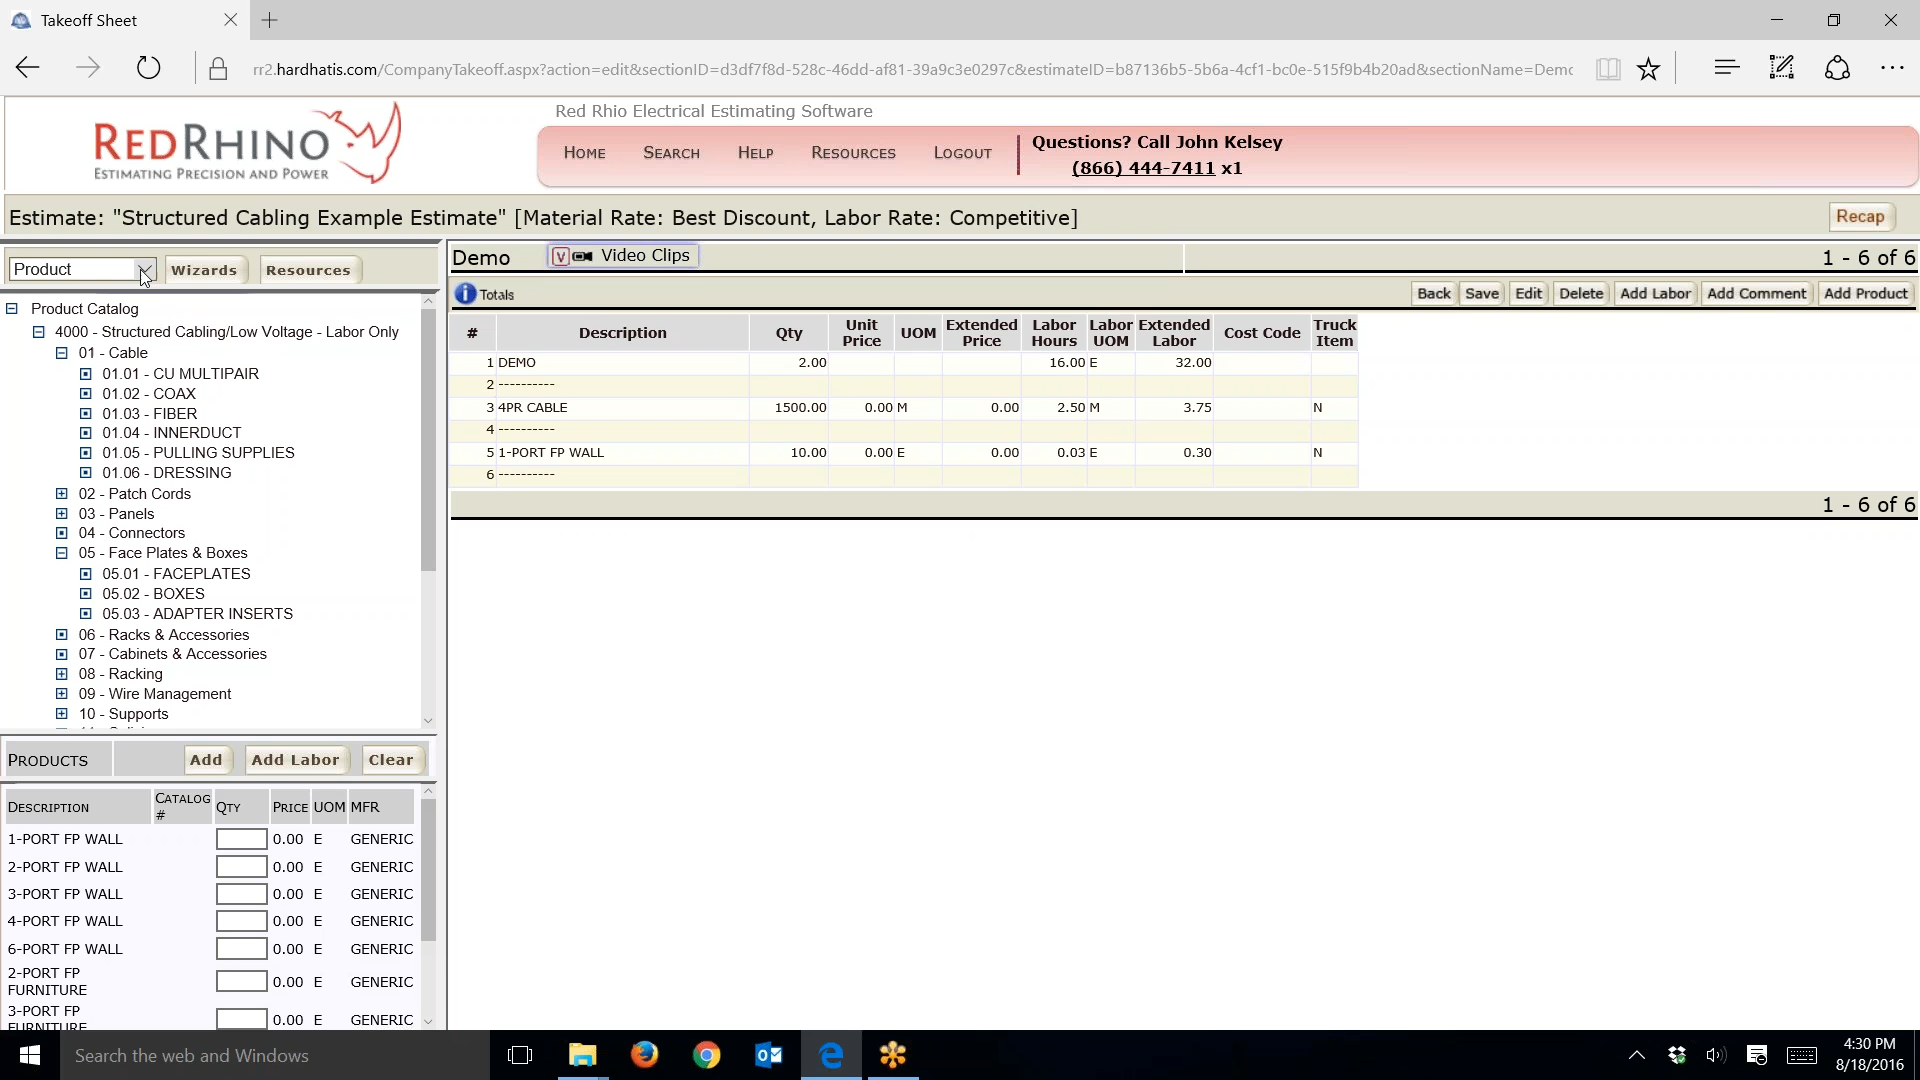 Takeoff Sheet
rr2.hardhatis.com/CompanyTakeoff.aspx?action=edit&sectionID=d3df7f8d-528c-46dd-af81-39a9c3e0297c&estimateID=b87136b5-5b6a-4cf1-bc0e-515f9b4b20ad&sectionName=Demo
Red Rhio Electrical Estimating Software
REDRHINO
ESTIMATING PRECISION AND POWER
HOME SEARCH HELP RESOURCES LOGOUT
Questions? Call John Kelsey
(866) 444-7411 x1
Estimate: "Structured Cabling Example Estimate" [Material Rate: Best Discount, Labor Rate: Competitive]
Recap
Product Wizards Resources
Demo V Video Clips 1 - 6 of 6
i Totals Back Save Edit Delete Add Labor Add Comment Add Product
Product Catalog
4000 - Structured Cabling/Low Voltage - Labor Only
01 - Cable
01.01 - CU MULTIPAIR
01.02 - COAX
01.03 - FIBER
01.04 - INNERDUCT
01.05 - PULLING SUPPLIES
01.06 - DRESSING
02 - Patch Cords
03 - Panels
04 - Connectors
05 - Face Plates & Boxes
05.01 - FACEPLATES
05.02 - BOXES
05.03 - ADAPTER INSERTS
06 - Racks & Accessories
07 - Cabinets & Accessories
08 - Racking
09 - Wire Management
10 - Supports
# Description Qty Unit Price UOM Extended Price Labor Hours Labor UOM Extended Labor Cost Code Truck Item
1 DEMO 2.00 16.00 E 32.00
2 ----------
3 4PR CABLE 1500.00 0.00 M 0.00 2.50 M 3.75 N
4 ----------
5 1-PORT FP WALL 10.00 0.00 E 0.00 0.03 E 0.30 N
6 ----------
1 - 6 of 6
PRODUCTS Add Add Labor Clear
DESCRIPTION CATALOG # QTY PRICE UOM MFR
1-PORT FP WALL 0.00 E GENERIC
2-PORT FP WALL 0.00 E GENERIC
3-PORT FP WALL 0.00 E GENERIC
4-PORT FP WALL 0.00 E GENERIC
6-PORT FP WALL 0.00 E GENERIC
2-PORT FP
FURNITURE 0.00 E GENERIC
3-PORT FP
FURNITURE 0.00 E GENERIC
Search the web and Windows
4:30 PM
8/18/2016